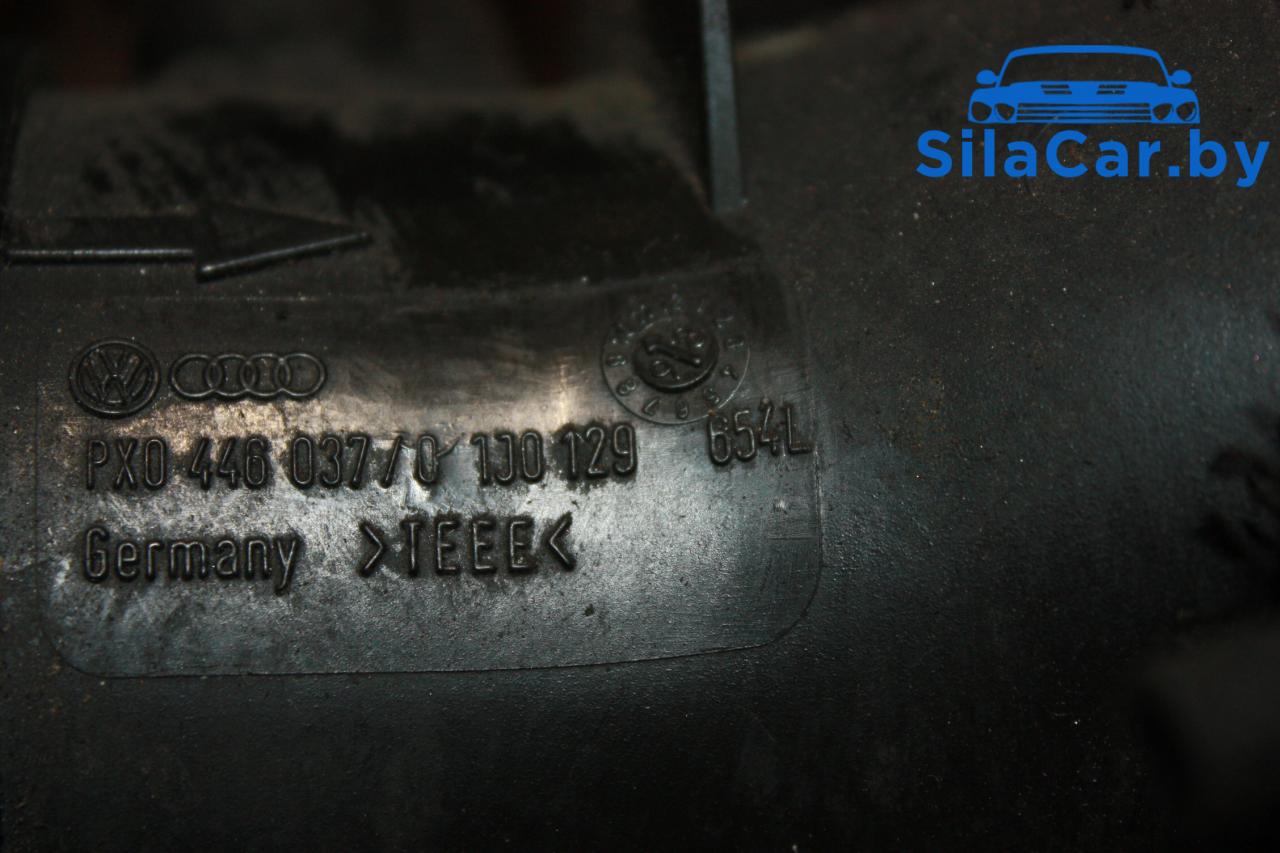 SilaCar.by
PX0 446 037/0 1J0 129 654L
Germany >TEEE<